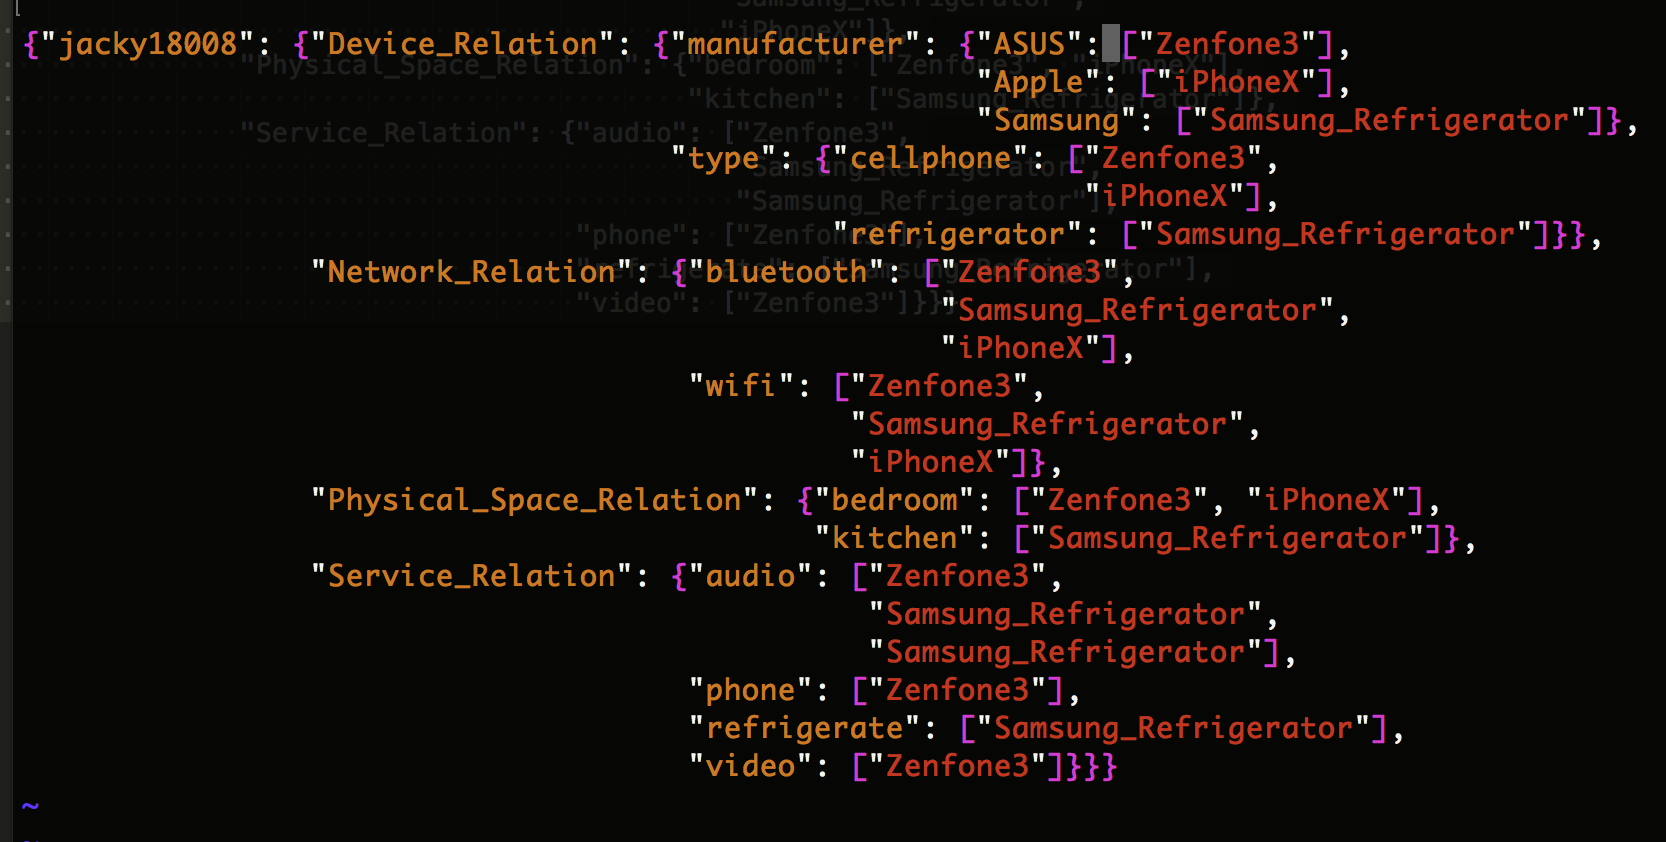 {"jacky18008": {"Device_Relation": {"manufacturer": {"ASUS": ["Zenfone3"],
"Apple": ["iPhoneX"],
"Samsung": ["Samsung_Refrigerator"]},
"type": {"cellphone": ["Zenfone3",
"iPhoneX"],
"refrigerator": ["Samsung_Refrigerator"]}},
"Network_Relation": {"bluetooth": ["Zenfone3",
"Samsung_Refrigerator",
"iPhoneX"],
"wifi": ["Zenfone3",
"Samsung_Refrigerator",
"iPhoneX"]},
"Physical_Space_Relation": {"bedroom": ["Zenfone3", "iPhoneX"],
"kitchen": ["Samsung_Refrigerator"]},
"Service_Relation": {"audio": ["Zenfone3",
"Samsung_Refrigerator",
"Samsung_Refrigerator"],
"phone": ["Zenfone3"],
"refrigerate": ["Samsung_Refrigerator"],
"video": ["Zenfone3"]}}}
~